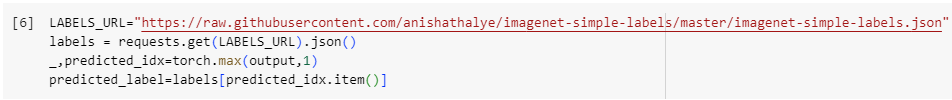 [6] LABELS_URL="https://raw.githubusercontent.com/anishathalye/imagenet-simple-labels/master/imagenet-simple-labels.json"
labels = requests.get(LABELS_URL).json()
_,predicted_idx=torch.max(output,1)
predicted_label=labels[predicted_idx.item()]